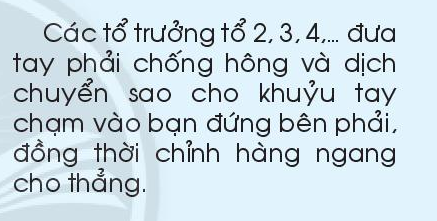 Các tổ trưởng tổ 2, 3, 4,... đưa
tay phải chống hông và dịch
chuyển sao cho khuỷu tay
chạm vào bạn đứng bên phải,
đồng thời chỉnh hàng ngang
cho thẳng.